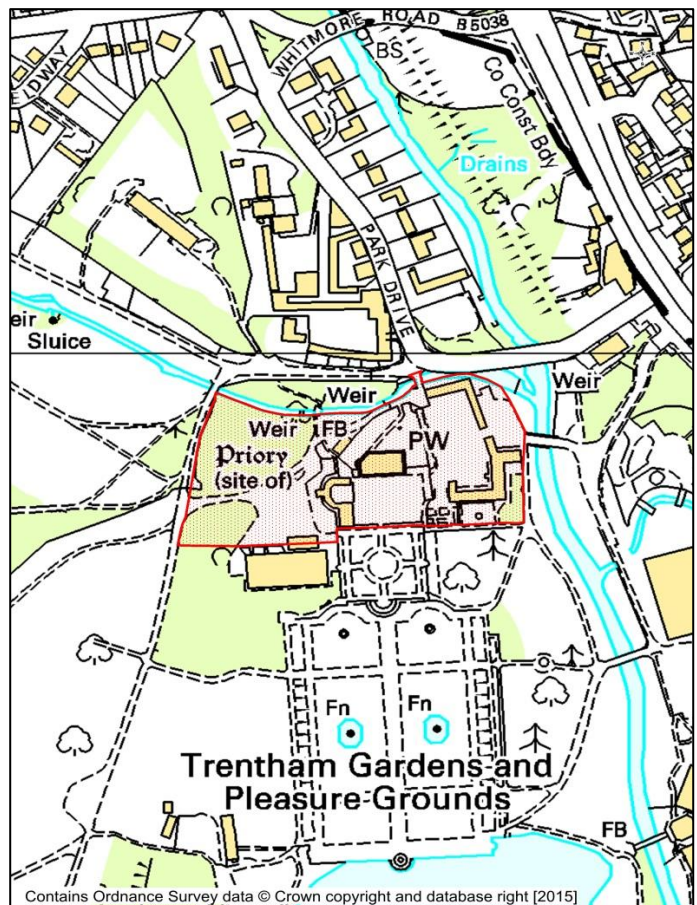 WHITMORE ROAD B5038
BS
Co Const Bdy
ELDWAY
Drains
PARK DRIVE
eir
Sluice
Weir
Weir
Weir
FB
PW
Priory
(site of)
Fn
Fn
Trentham Gardens and
Pleasure Grounds
FB
Contains Ordnance Survey data © Crown copyright and database right [2015]